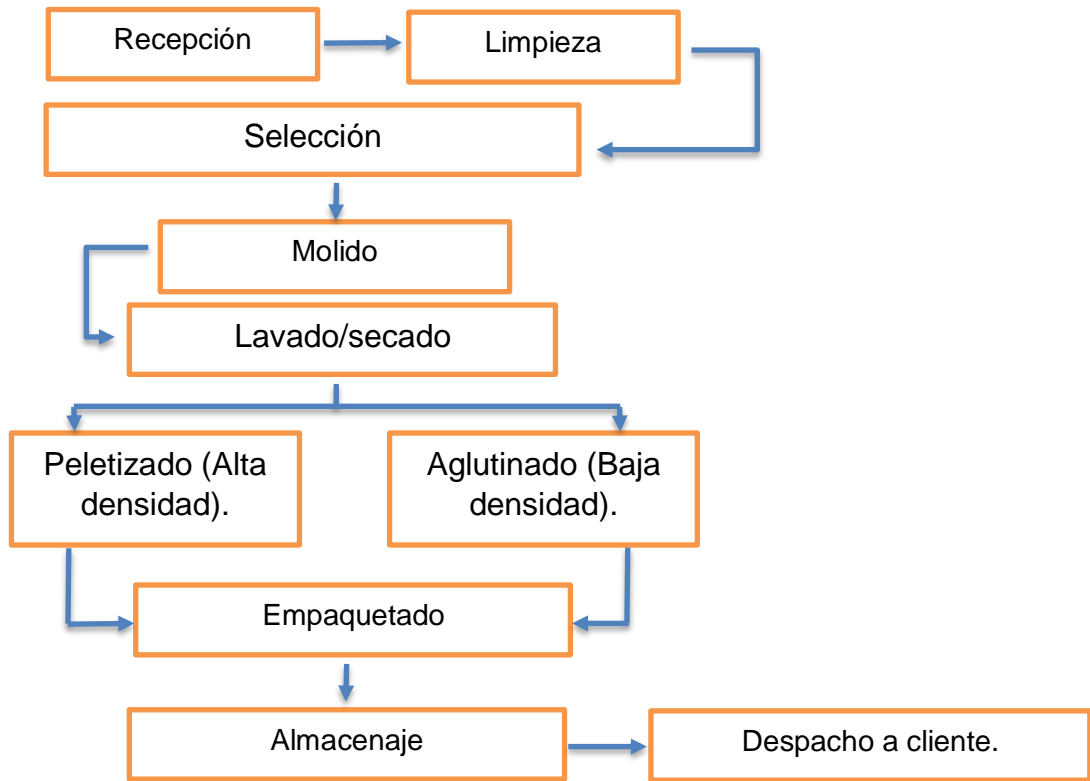 Recepción
Limpieza
Selección
Molido
Lavado/secado
Peletizado (Alta
densidad).
Aglutinado (Baja
densidad).
Empaquetado
Almacenaje
Despacho a cliente.